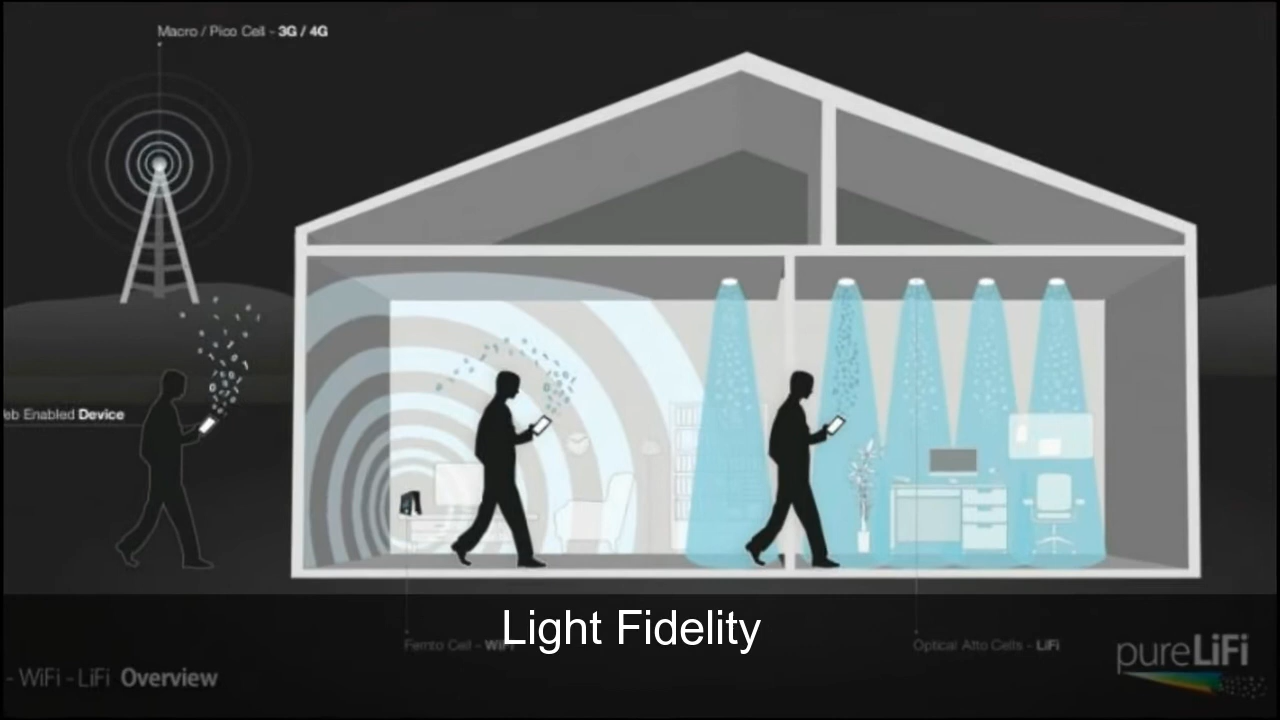 Macro / Pico Cell - 3G / 4G
eb Enabled Device
Light Fidelity
Femto Cell - WiFi
Optical Atto Cells - LiFi
- WiFi - LiFi Overview
pureLiFi